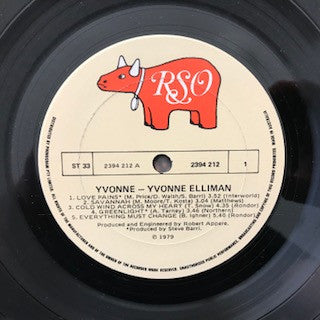 RSO
ST 33 2394 212 A 2394 212 1
YVONNE – YVONNE ELLIMAN
1. LOVE PAINS* (M. Price/D. Walsh/S. Barri) 3.52 (Interworld)
2. SAVANNAH (M. Moore/T. Kosta) 3.04 (Matthews)
3. COLD WIND ACROSS MY HEART (T. Snow) 4.35 (Rondor)
4. GREENLIGHT (A. Tarney) 3.46 (Northern)
5. EVERYTHING MUST CHANGE (B. Ighner) 5.46 (Rondor)
Produced and Engineered by Robert Appere.
*Produced by Steve Barri.
℗ 1979